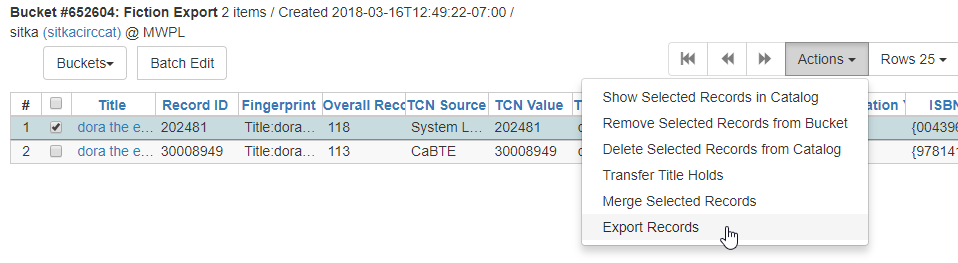 Bucket #652604: Fiction Export 2 items / Created 2018-03-16T12:49:22-07:00 /
sitka (sitkacirccat) @ MWPL
Buckets Batch Edit Actions Rows 25
# Title Record ID Fingerprint Overall Reco TCN Source TCN Value ation ISBN
1 dora the e... 202481 Title:dora... 118 System L... 202481 {004396
2 dora the e... 30008949 Title:dora... 113 CaBTE 30008949 {978141
Show Selected Records in Catalog
Remove Selected Records from Bucket
Delete Selected Records from Catalog
Transfer Title Holds
Merge Selected Records
Export Records